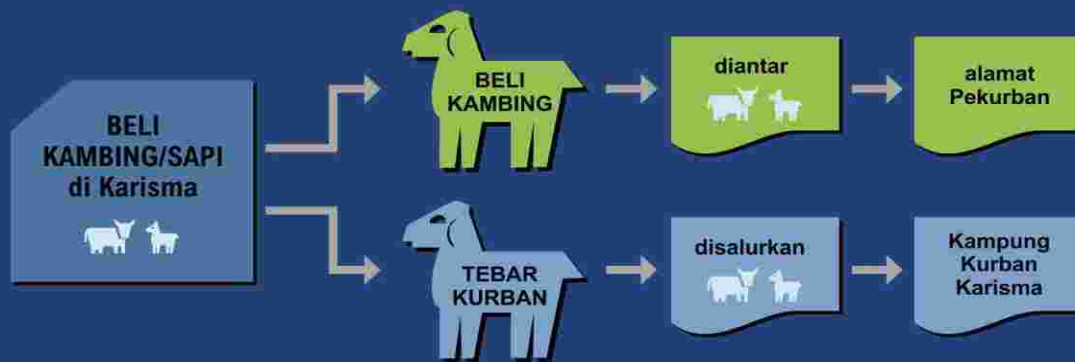 BELI
KAMBING/SAPI
di Karisma
BELI
KAMBING
diantar
alamat
Pekurban
TEBAR
KURBAN
disalurkan
Kampung
Kurban
Karisma